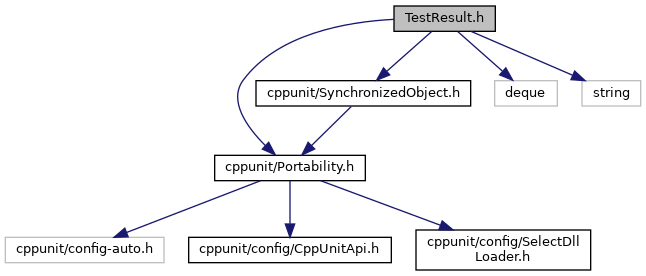 TestResult.h
cppunit/SynchronizedObject.h
deque
string
cppunit/Portability.h
cppunit/config-auto.h
cppunit/config/CppUnitApi.h
cppunit/config/SelectDll
Loader.h